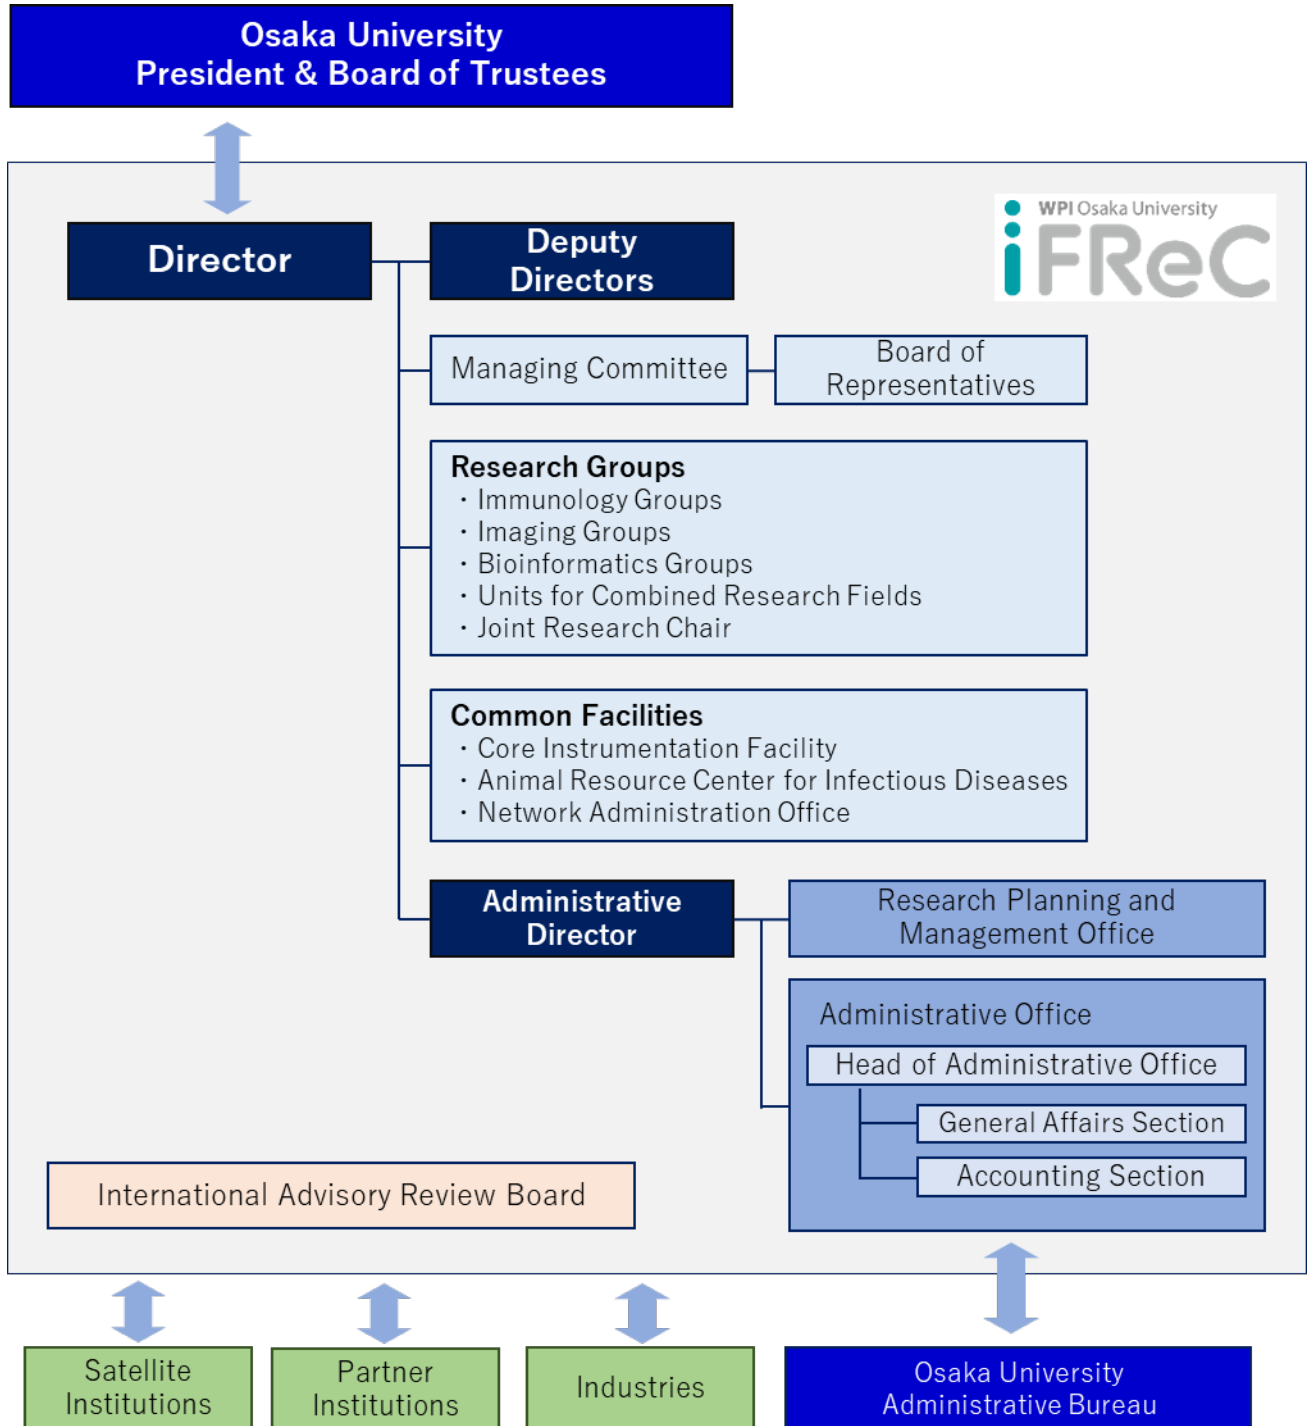 Osaka University
President & Board of Trustees
WPI Osaka University
iFReC
Director
Deputy
Directors
Managing Committee
Board of
Representatives
Research Groups
・Immunology Groups
・Imaging Groups
・Bioinformatics Groups
・Units for Combined Research Fields
・Joint Research Chair
Common Facilities
・Core Instrumentation Facility
・Animal Resource Center for Infectious Diseases
・Network Administration Office
Administrative
Director
Research Planning and
Management Office
Administrative Office
Head of Administrative Office
General Affairs Section
Accounting Section
International Advisory Review Board
Satellite
Institutions
Partner
Institutions
Industries
Osaka University
Administrative Bureau